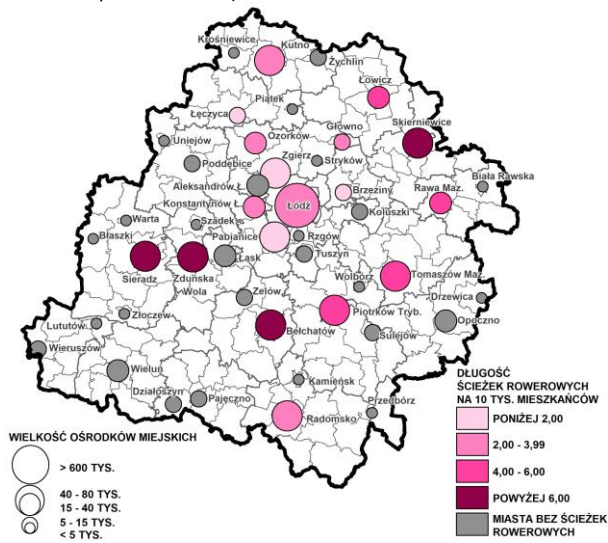 Krośniewice
Kutno
Żychlin
Łowicz
Piątek
Łęczyca
Skierniewice
Ozorków
Głowno
Uniejów
Zgierz
Stryków
Poddębice
Biała Rawska
Aleksandrów Ł.
Brzeziny
Rawa Maz.
Konstantynów Ł.
Łódź
Koluszki
Warta
Szadek
Pabianice
Rzgów
Błaszki
Łask
Tuszyn
Sieradz
Zduńska
Wola
Wolbórz
Tomaszów Maz.
Zelów
Drzewica
Złoczew
Piotrków Tryb.
Lututów
Bełchatów
Sulejów
Opoczno
Wieruszów
Wieluń
Kamieńsk
Działoszyn
Pajęczno
Radomsko
Przedbórz
WIELKOŚĆ OŚRODKÓW MIEJSKICH
> 600 TYS.
40 - 80 TYS.
15 - 40 TYS.
5 - 15 TYS.
< 5 TYS.
DŁUGOŚĆ
ŚCIEŻEK ROWEROWYCH
NA 10 TYS. MIESZKAŃCÓW
PONIŻEJ 2,00
2,00 - 3,99
4,00 - 6,00
POWYŻEJ 6,00
MIASTA BEZ ŚCIEŻEK
ROWEROWYCH